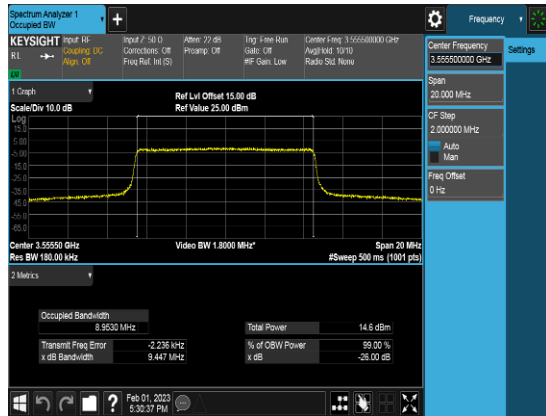 Spectrum Analyzer 1
Occupied BW
+
Frequency
KEYSIGHT
Input: RF
Coupling: DC
Align: Off
Input Z: 50 Ω
Corrections: Off
Freq Ref: Int (S)
Atten: 22 dB
Preamp: Off
Trig: Free Run
Gate: Off
#IF Gain: Low
Center Freq: 3.555500000 GHz
Avg|Hold: 10/10
Radio Std: None
Center Frequency
3.555500000 GHz
Settings
Span
20.000 MHz
CF Step
2.000000 MHz
Auto
Man
Freq Offset
0 Hz
1 Graph
Scale/Div 10.0 dB
Ref Lvl Offset 15.00 dB
Ref Value 25.00 dBm
Log
15.0
5.00
-5.00
-15.0
-25.0
-35.0
-45.0
-55.0
-65.0
Center 3.55550 GHz
Res BW 180.00 kHz
Video BW 1.8000 MHz*
Span 20 MHz
#Sweep 500 ms (1001 pts)
2 Metrics
Occupied Bandwidth
8.9530 MHz
Total Power 14.6 dBm
Transmit Freq Error -2.236 kHz
% of OBW Power 99.00 %
x dB Bandwidth 9.447 MHz
x dB -26.00 dB
?
Feb 01, 2023
5:30:37 PM